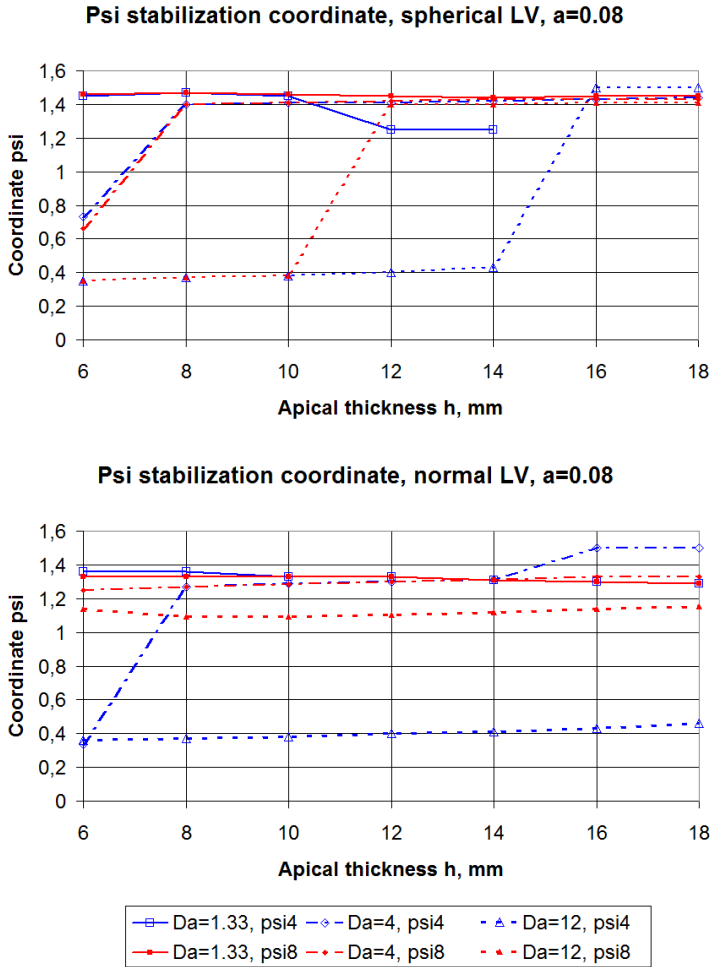 Psi stabilization coordinate, spherical LV, a=0.08
1,6
1,4
1,2
1
0,8
0,6
0,4
0,2
0
Coordinate psi
6 8 10 12 14 16 18
Apical thickness h, mm
Psi stabilization coordinate, normal LV, a=0.08
1,6
1,4
1,2
1
0,8
0,6
0,4
0,2
0
Coordinate psi
6 8 10 12 14 16 18
Apical thickness h, mm
Da=1.33, psi4 Da=4, psi4 Da=12, psi4
Da=1.33, psi8 Da=4, psi8 Da=12, psi8